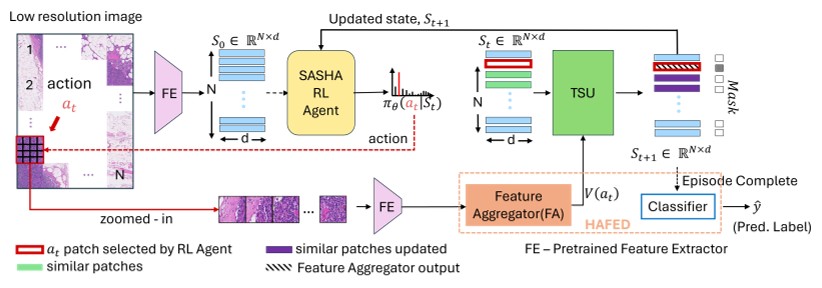 Low resolution image
Updated state, S_{t+1}
1
...
2
action
a_t
⋮
N
FE
S_0 ∈ ℝ^{N×d}
N
d
SASHA
RL
Agent
π_θ(a_t|S_t)
action
S_t ∈ ℝ^{N×d}
N
d
TSU
Mask
S_{t+1} ∈ ℝ^{N×d}
Episode Complete
zoomed - in
...
FE
Feature
Aggregator(FA)
V(a_t)
HAFED
Classifier
ŷ
(Pred. Label)
a_t patch selected by RL Agent
similar patches updated
FE – Pretrained Feature Extractor
similar patches
Feature Aggregator output